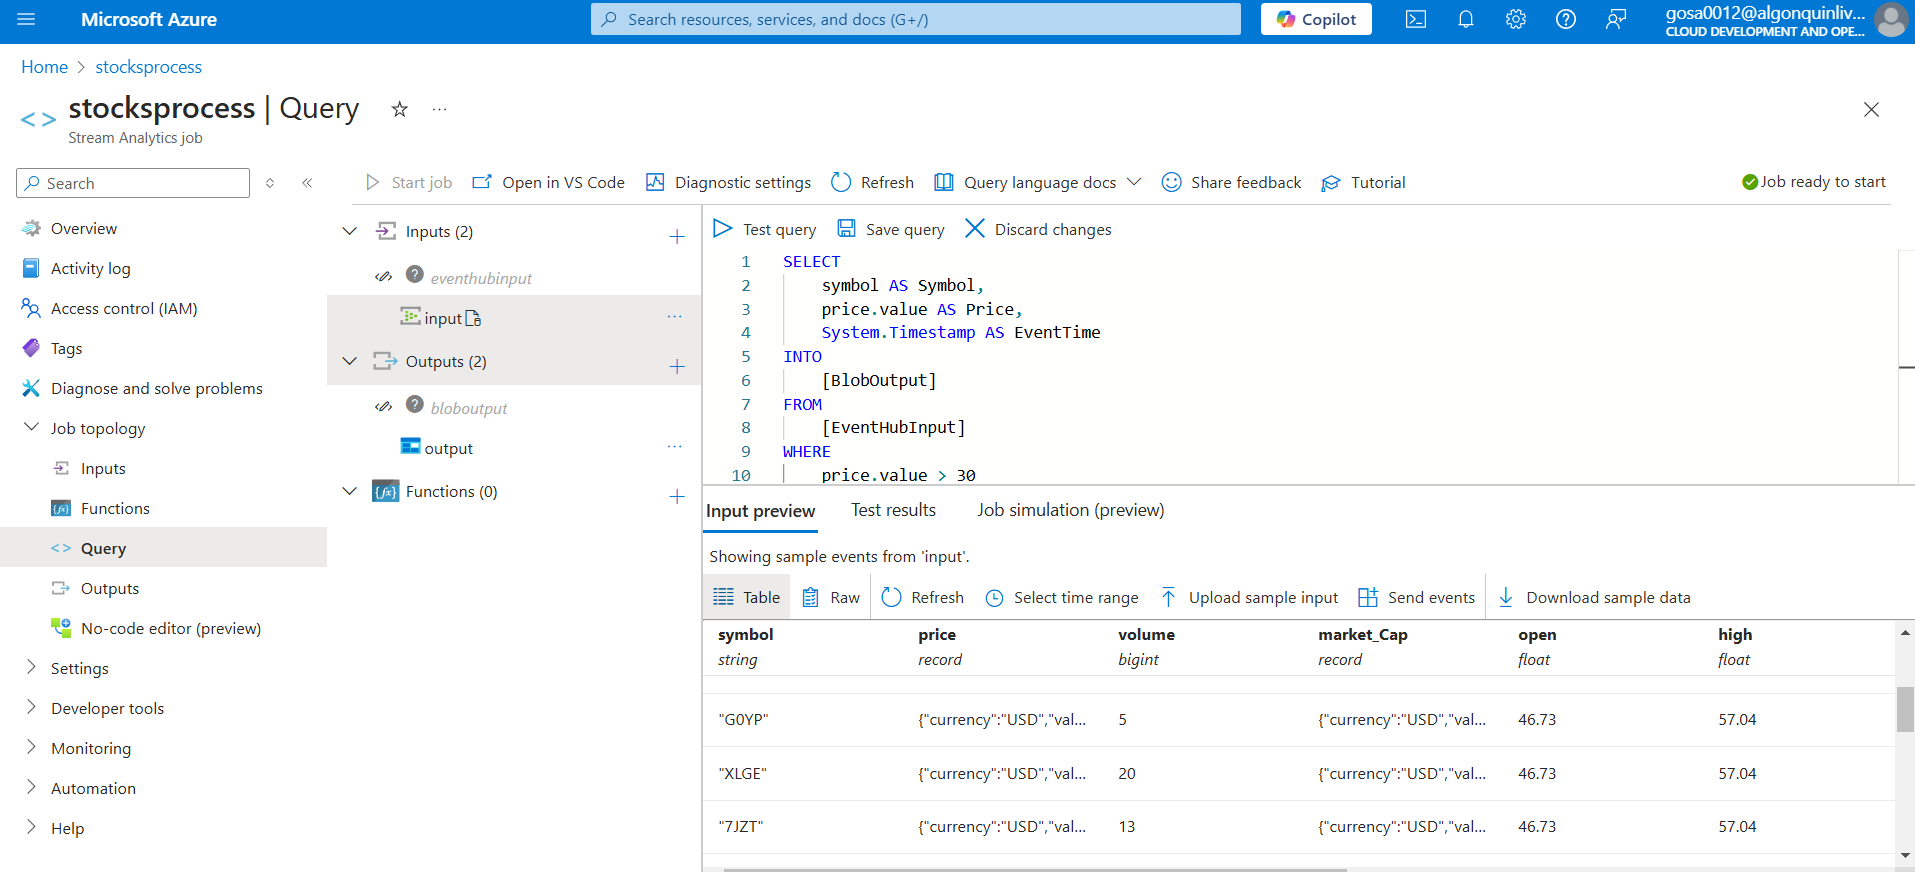 Microsoft Azure
Search resources, services, and docs (G+/)
Copilot
gosa0012@algonquinliv...
CLOUD DEVELOPMENT AND OPE...
Home > stocksprocess
stocksprocess | Query
Stream Analytics job
Search
Start job
Open in VS Code
Diagnostic settings
Refresh
Query language docs
Share feedback
Tutorial
Job ready to start
Overview
Activity log
Access control (IAM)
Tags
Diagnose and solve problems
Job topology
Inputs
Functions
Query
Outputs
No-code editor (preview)
Settings
Developer tools
Monitoring
Automation
Help
Inputs (2)
eventhubinput
input
Outputs (2)
bloboutput
output
Functions (0)
Test query
Save query
Discard changes
1 SELECT
2 symbol AS Symbol,
3 price.value AS Price,
4 System.Timestamp AS EventTime
5 INTO
6 [BlobOutput]
7 FROM
8 [EventHubInput]
9 WHERE
10 price.value > 30
Input preview
Test results
Job simulation (preview)
Showing sample events from 'input'.
Table
Raw
Refresh
Select time range
Upload sample input
Send events
Download sample data
symbol price volume market_Cap open high
string record bigint record float float
"G0YP" {"currency":"USD","val... 5 {"currency":"USD","val... 46.73 57.04
"XLGE" {"currency":"USD","val... 20 {"currency":"USD","val... 46.73 57.04
"7JZT" {"currency":"USD","val... 13 {"currency":"USD","val... 46.73 57.04